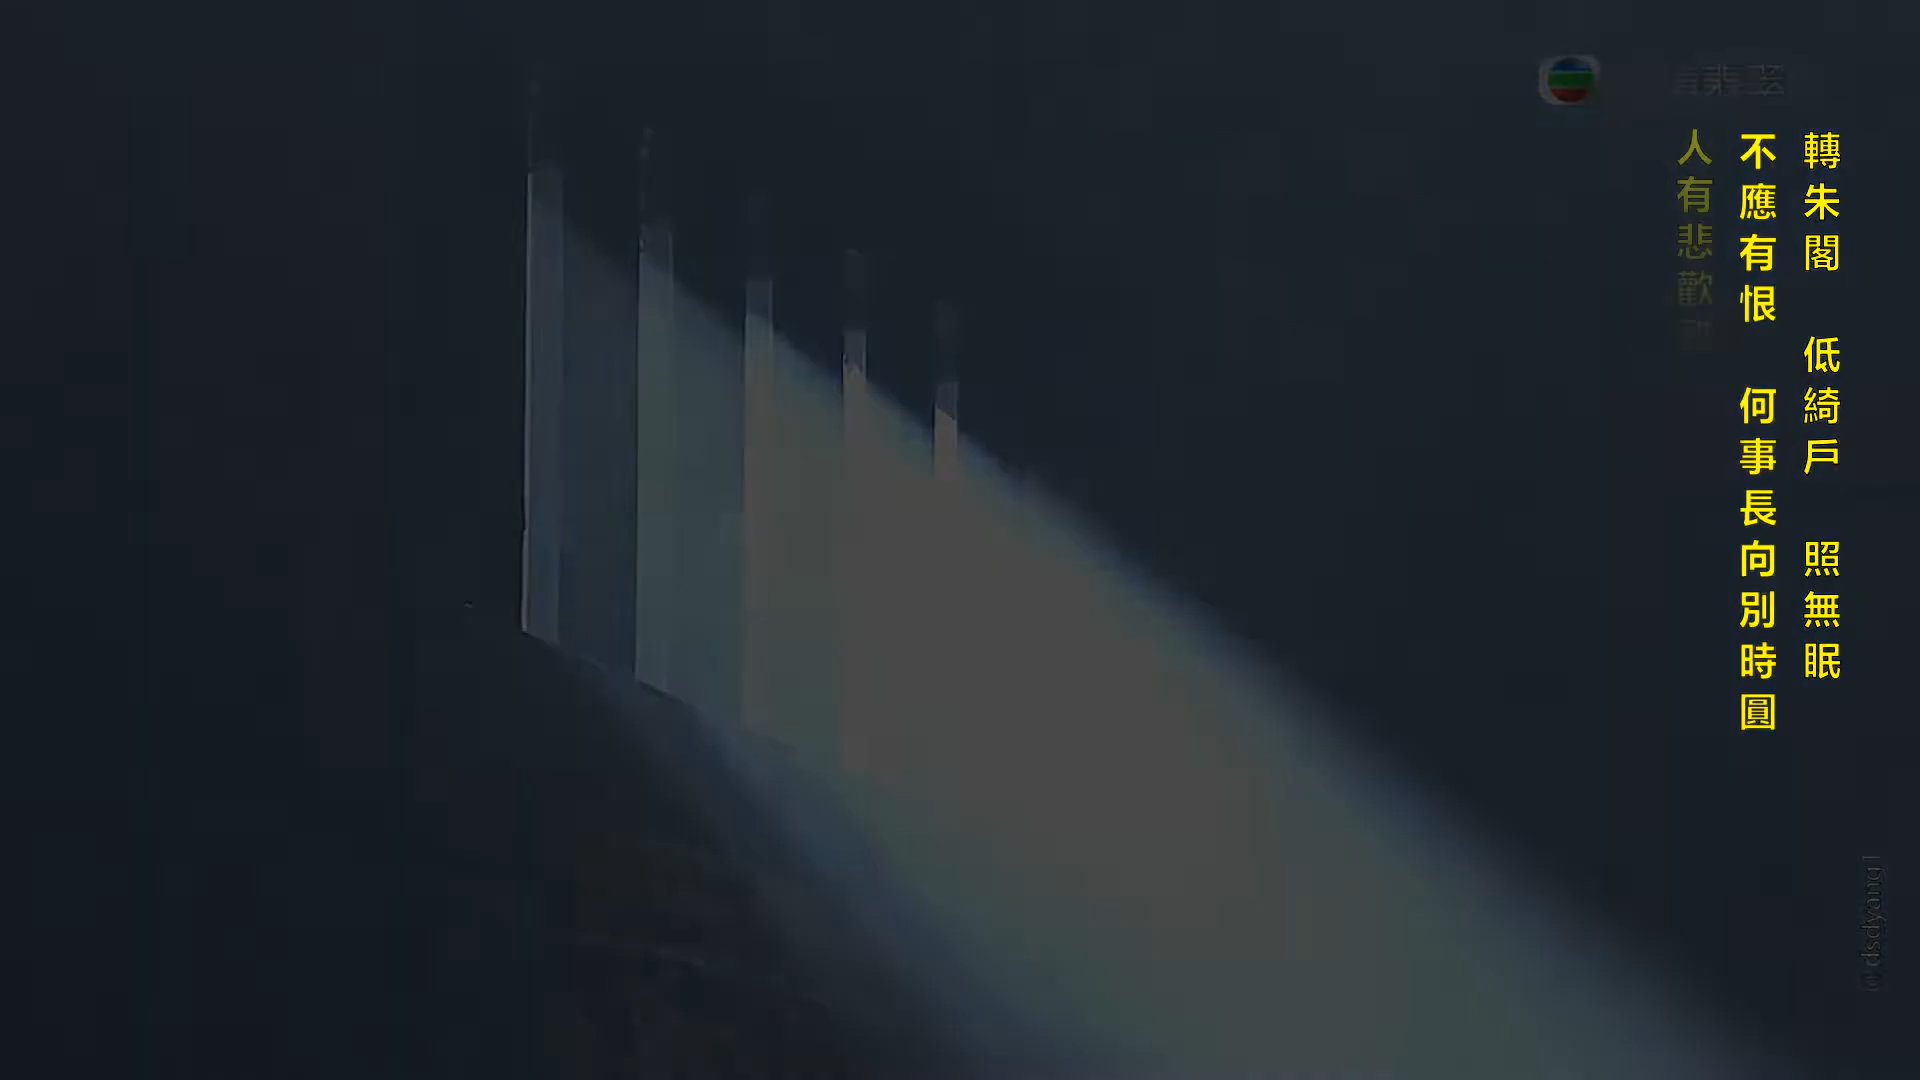 轉朱閣　低綺戶　照無眠
不應有恨　何事長向別時圓
人有悲歡
@dsdyang1